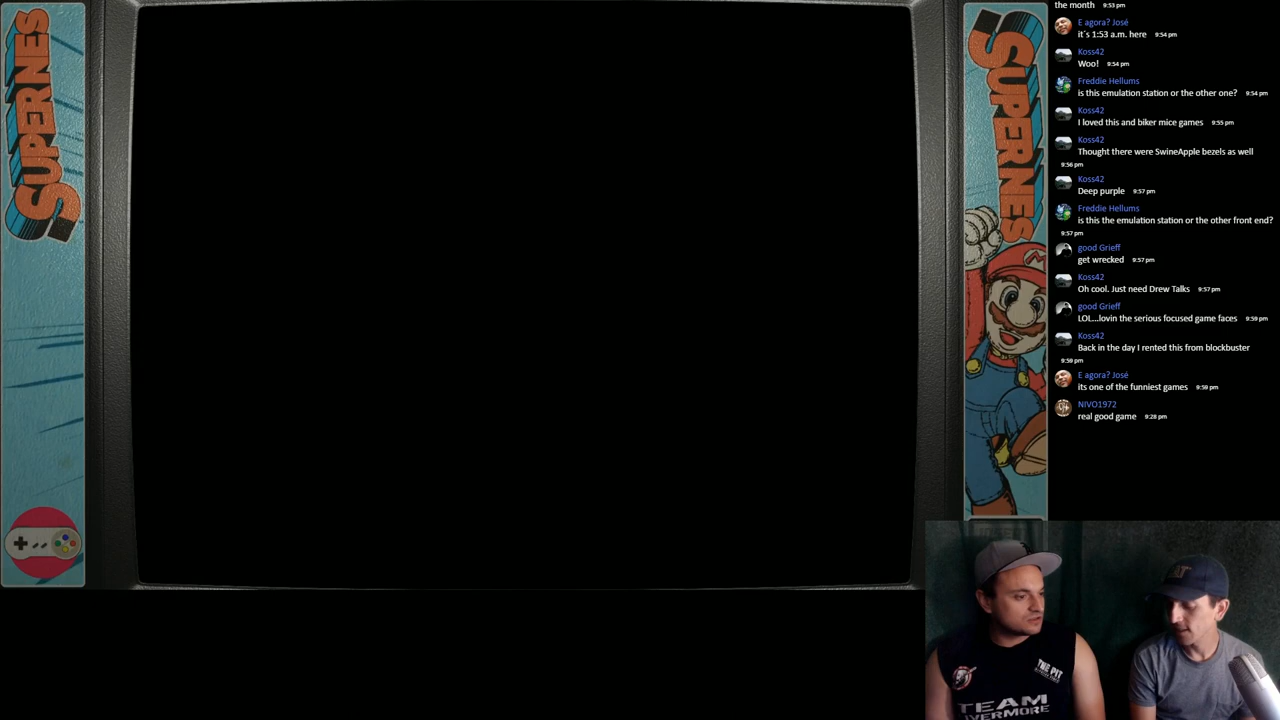 SUPERNES
SUPERNES
the month 9:53 pm
E agora? José
it´s 1:53 a.m. here 9:54 pm
Koss42
Woo! 9:54 pm
Freddie Hellums
is this emulation station or the other one? 9:54 pm
Koss42
I loved this and biker mice games 9:55 pm
Koss42
Thought there were SwineApple bezels as well
9:56 pm
Koss42
Deep purple 9:57 pm
Freddie Hellums
is this the emulation station or the other front end?
9:57 pm
good Grieff
get wrecked 9:57 pm
Koss42
Oh cool. Just need Drew Talks 9:57 pm
good Grieff
LOL...lovin the serious focused game faces 9:59 pm
Koss42
Back in the day I rented this from blockbuster
9:59 pm
E agora? José
its one of the funniest games 9:59 pm
NIVO1972
real good game 9:28 pm
THE PIT
TEAM